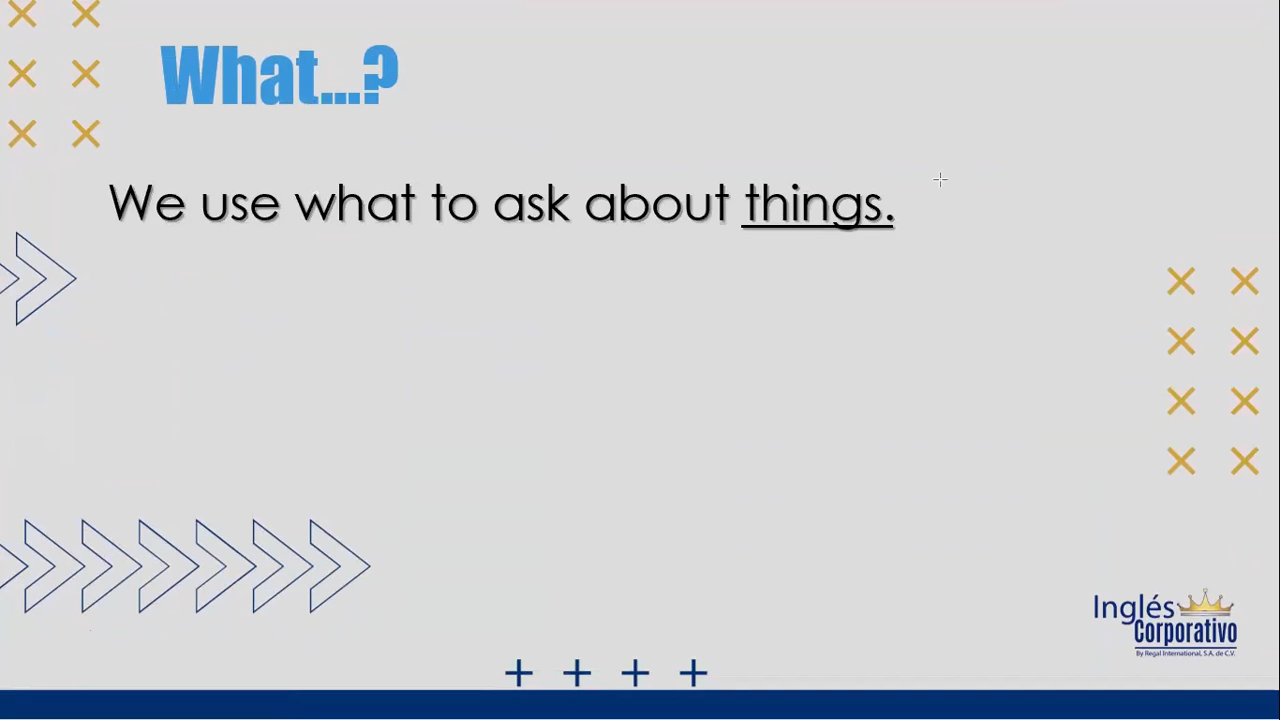 What...?
We use what to ask about things.
Inglés
Corporativo
By Regal International, S.A. de C.V.